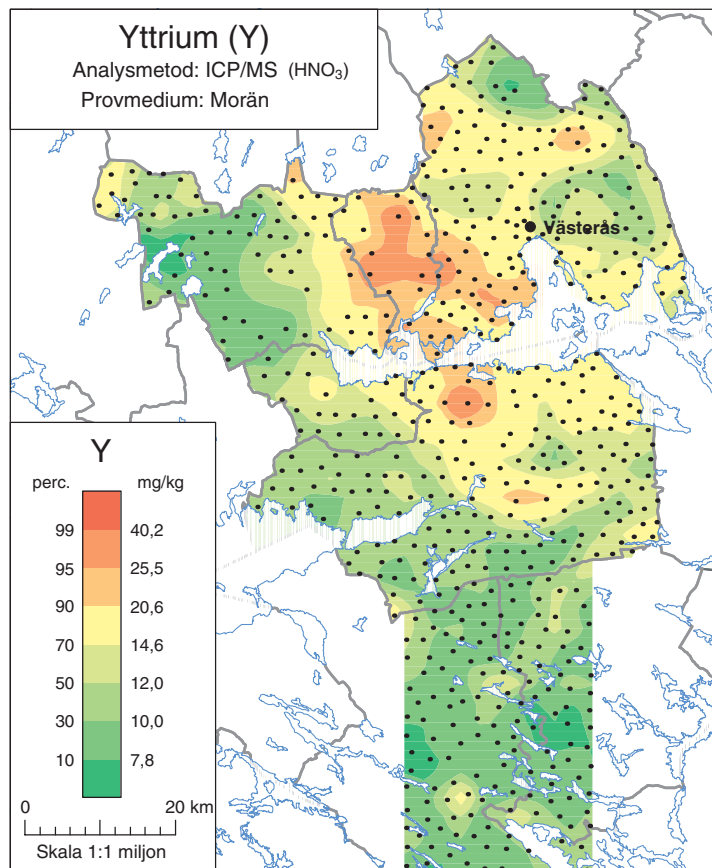 Yttrium (Y)
Analysmetod: ICP/MS (HNO₃)
Provmedium: Morän
Västerås
Y
perc. mg/kg
99 40,2
95 25,5
90 20,6
70 14,6
50 12,0
30 10,0
10 7,8
0 20 km
Skala 1:1 miljon